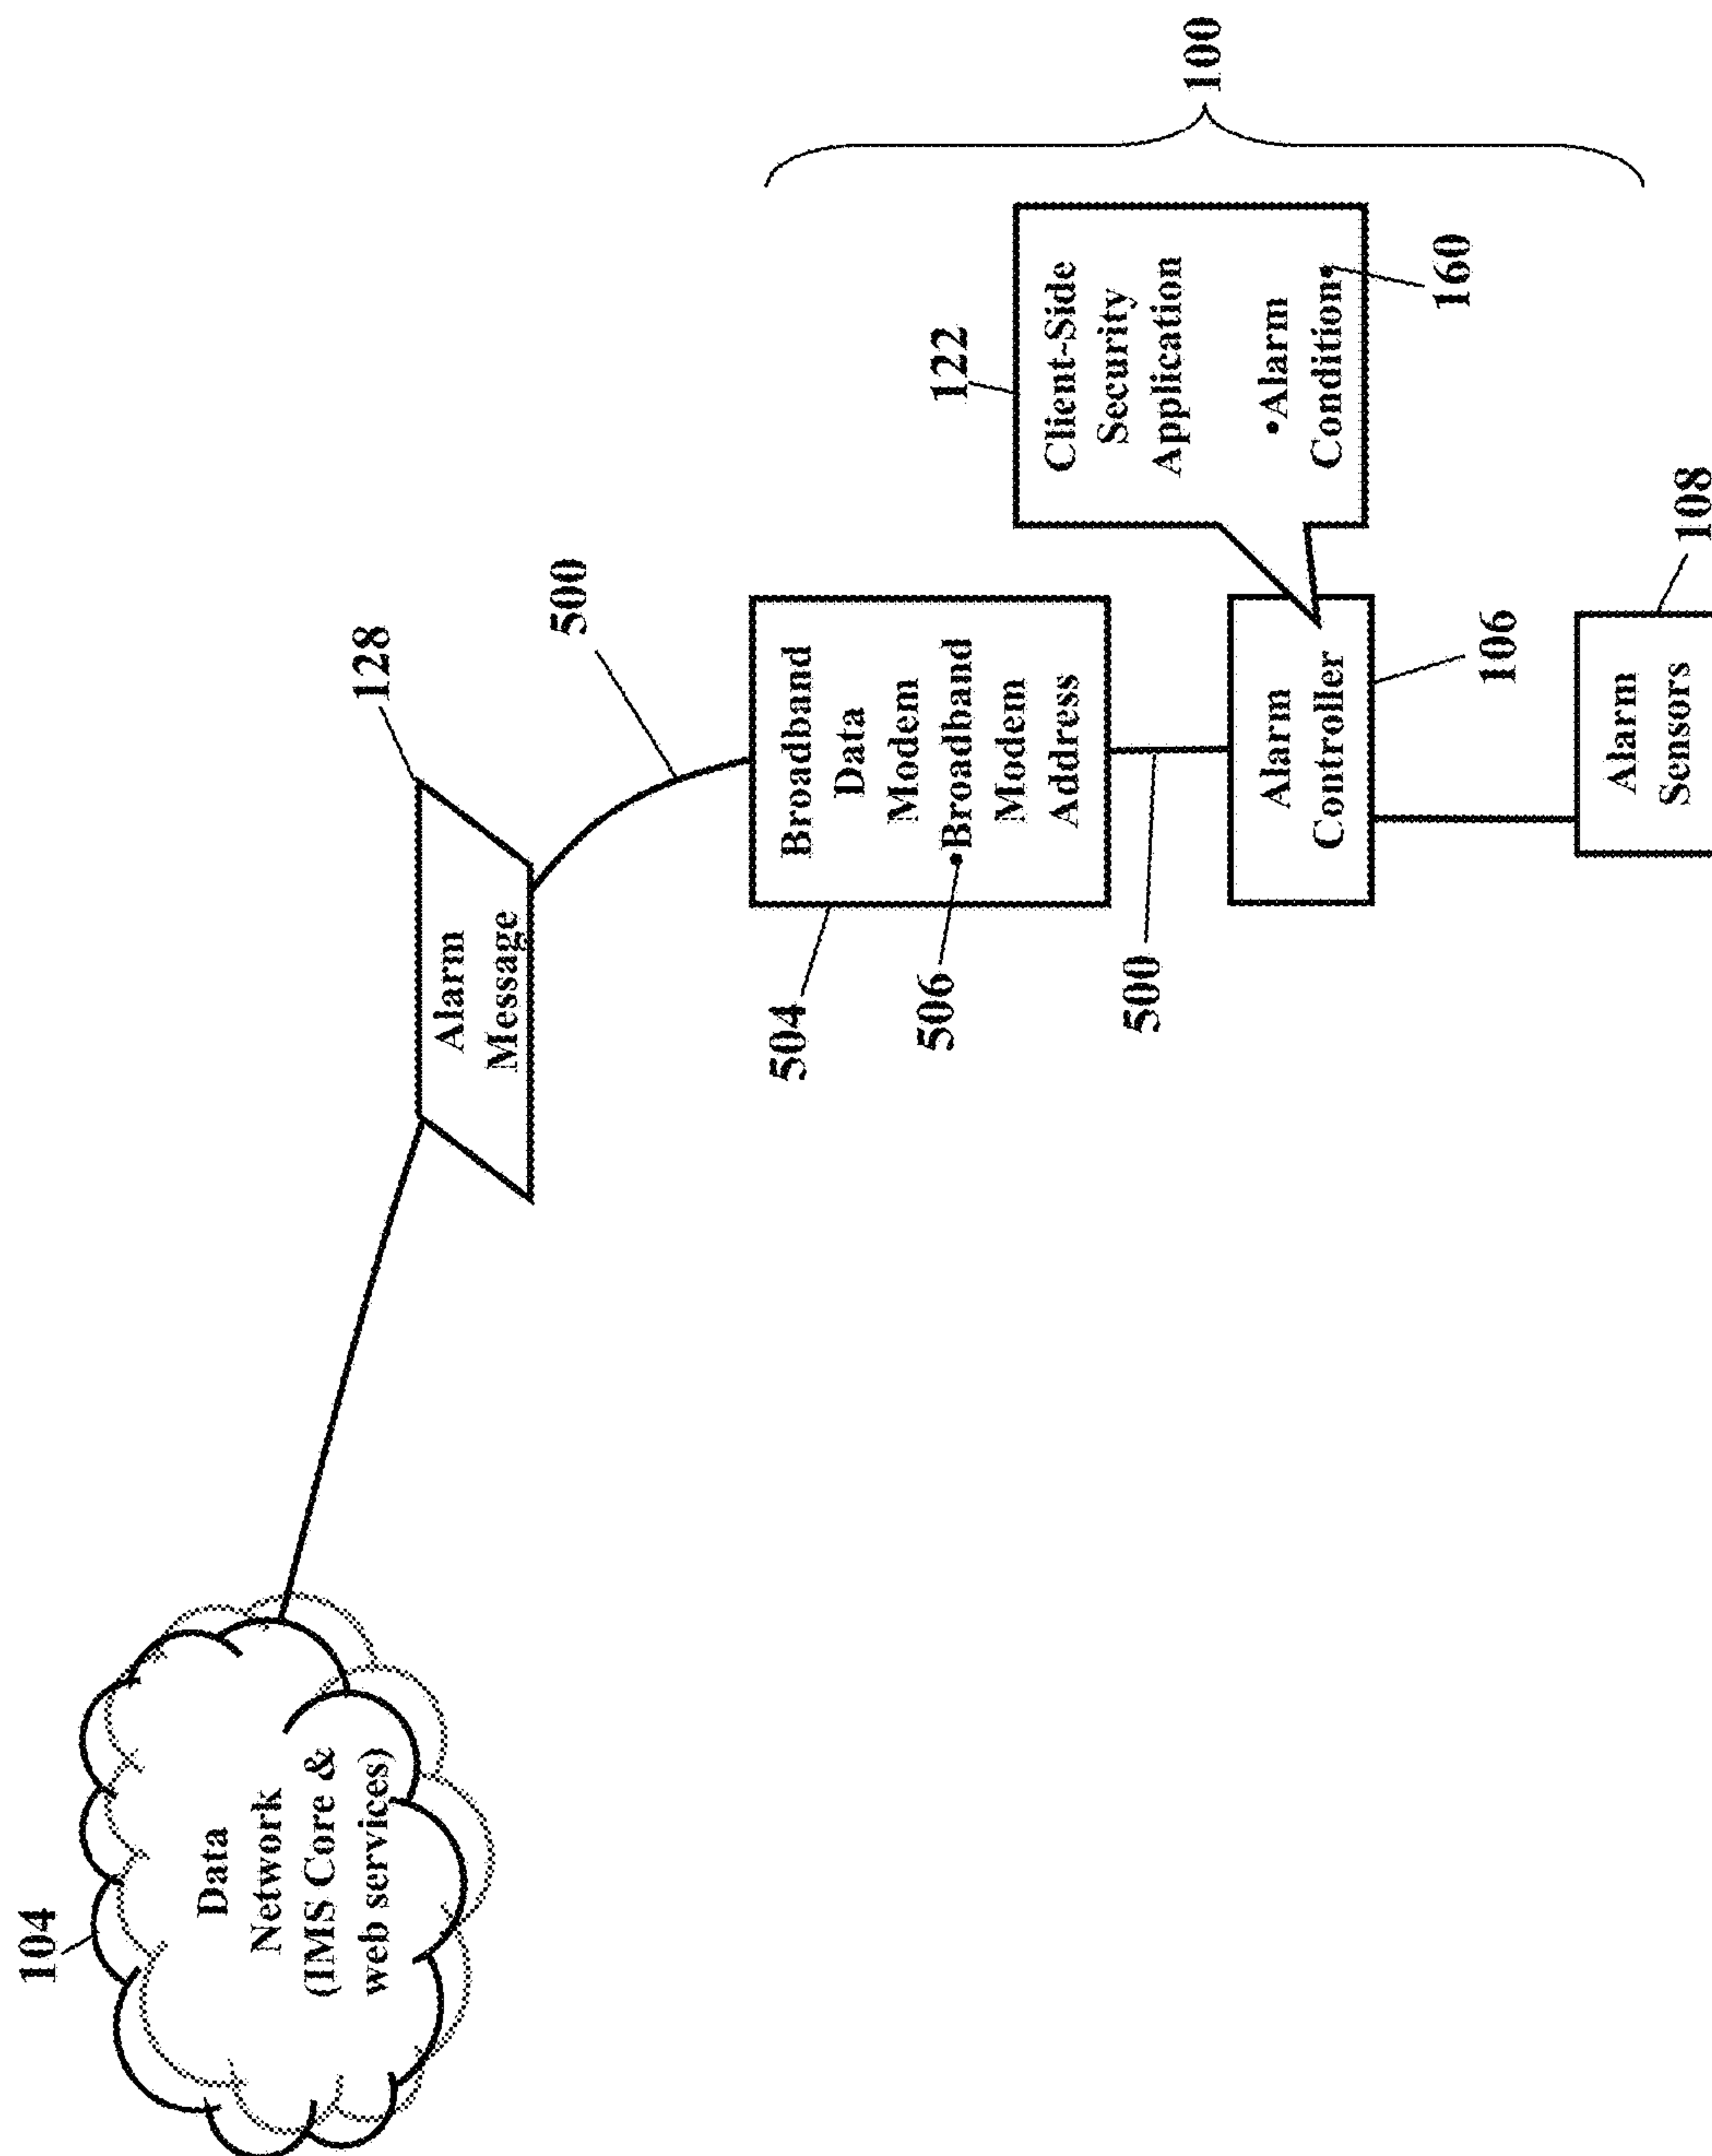 104
Data
Network
(IMS Core &
web services)
128
Alarm
Message
500
504
Broadband
Data
Modem
•Broadband
Modem
Address
506
500
122
Client-Side
Security
Application
•Alarm
Condition
160
100
Alarm
Controller
106
Alarm
Sensors
108